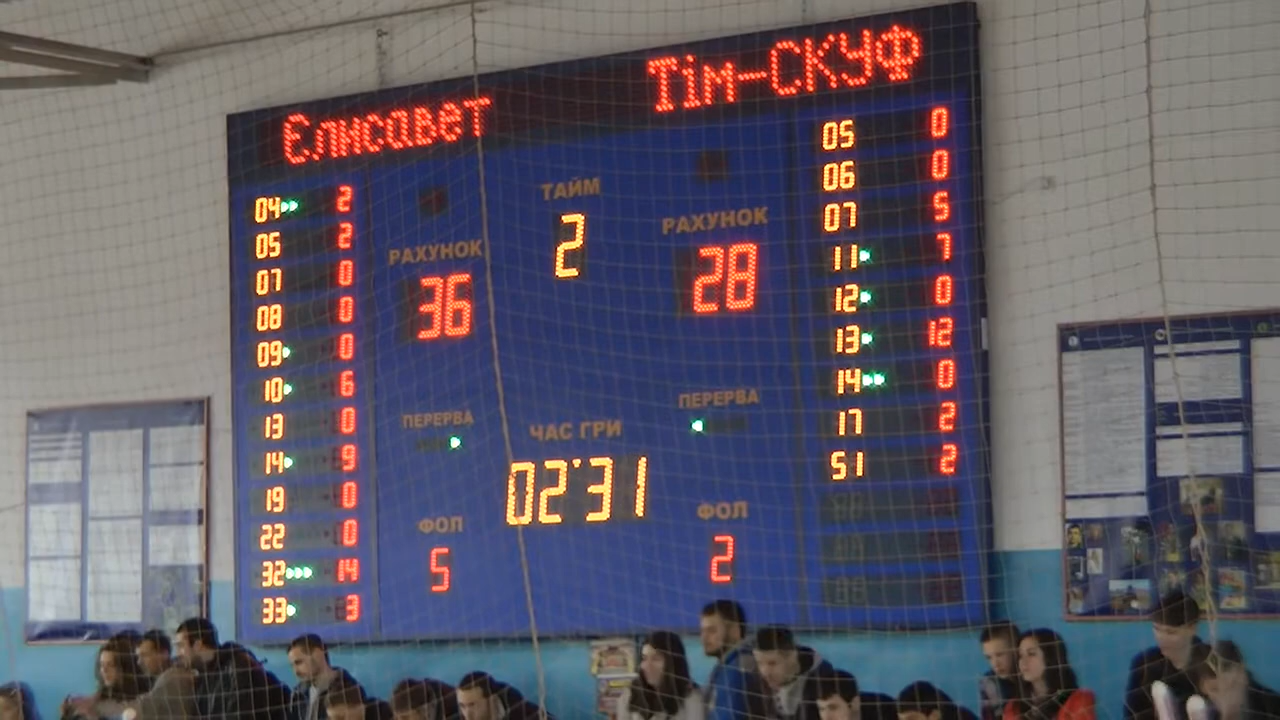 Єлисавет
Тім-СКУФ
04 2
05 2
07 0
08 0
09 0
10 6
13 0
14 9
19 0
22 0
32 14
33 3
РАХУНОК
36
ПЕРЕРВА
ФОЛ
5
ТАЙМ
2
ЧАС ГРИ
02:31
РАХУНОК
28
ПЕРЕРВА
ФОЛ
2
05 0
06 0
07 5
11 7
12 0
13 12
14 0
17 2
51 2